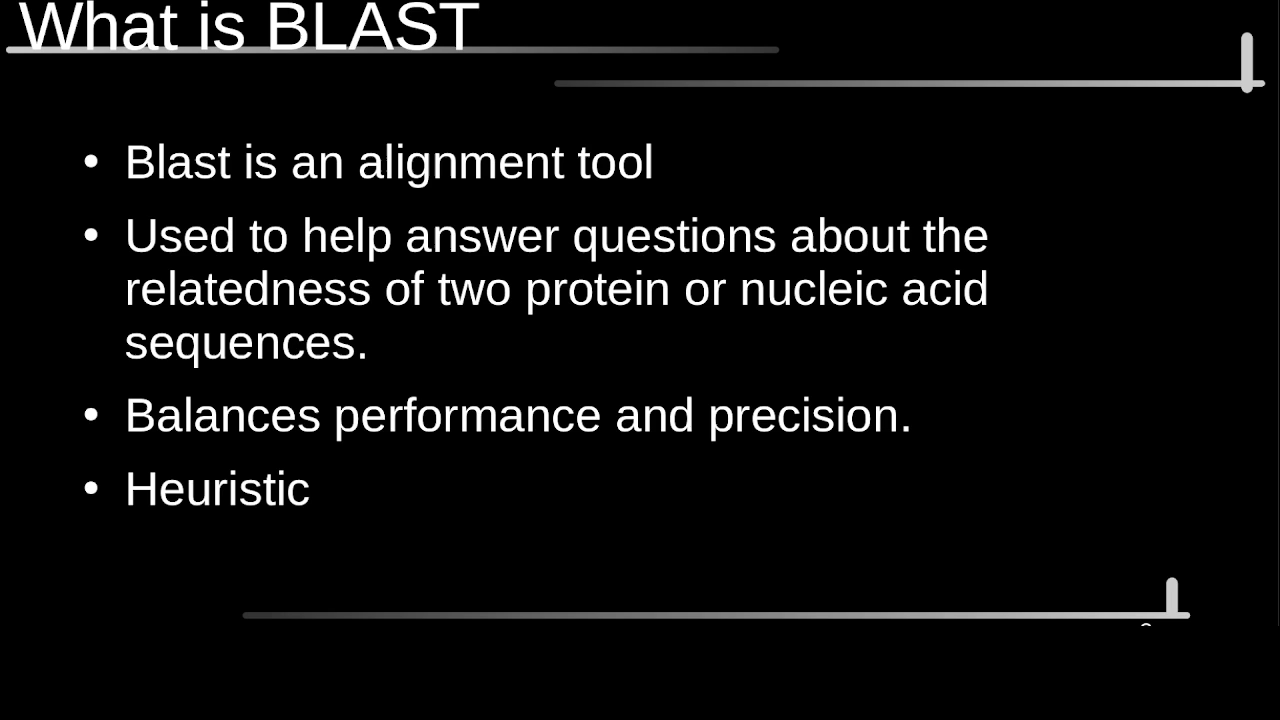 What is BLAST
• Blast is an alignment tool
• Used to help answer questions about the
relatedness of two protein or nucleic acid
sequences.
• Balances performance and precision.
• Heuristic